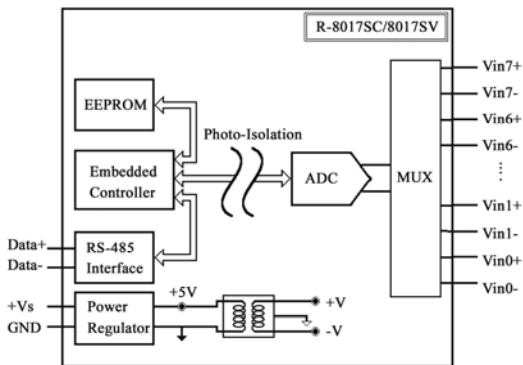 R-8017SC/8017SV
EEPROM
Photo-Isolation
Embedded
Controller
ADC
MUX
Vin7+
Vin7-
Vin6+
Vin6-
Vin1+
Vin1-
Vin0+
Vin0-
Data+
Data-
RS-485
Interface
+Vs
GND
Power
Regulator
+5V
+V
-V